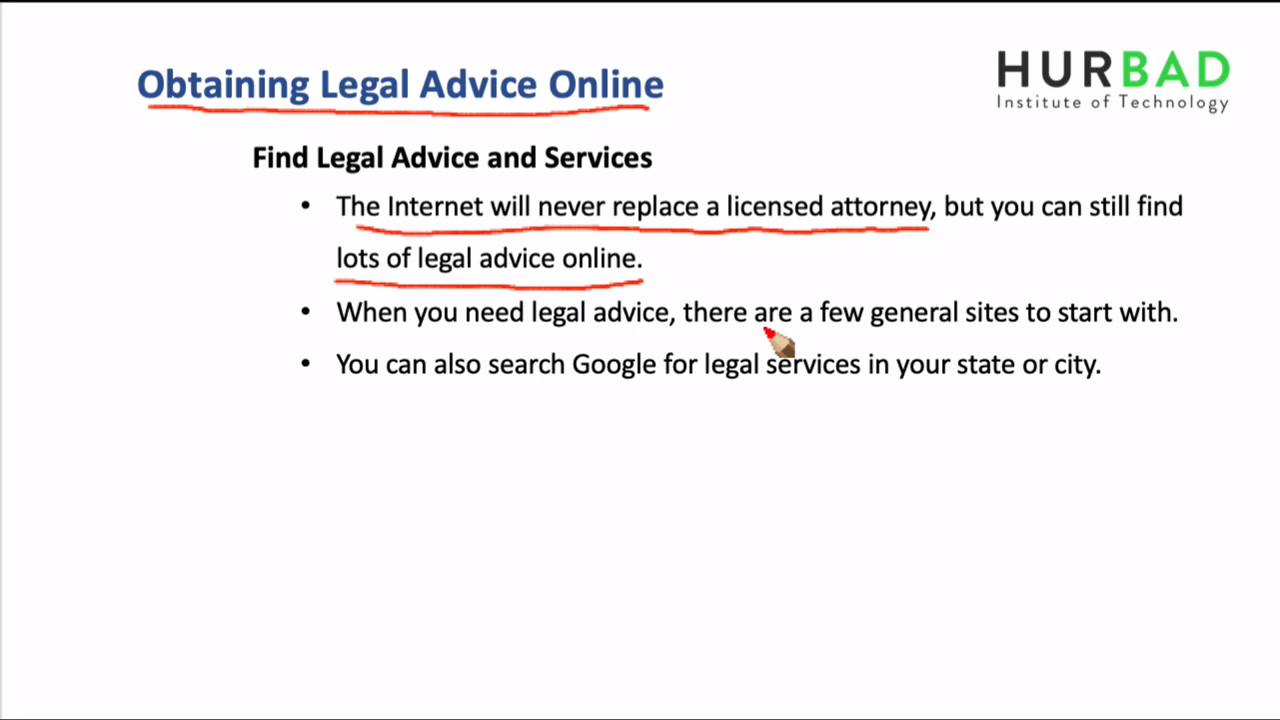 Obtaining Legal Advice Online
HURBAD
Institute of Technology
Find Legal Advice and Services
• The Internet will never replace a licensed attorney, but you can still find
lots of legal advice online.
• When you need legal advice, there are a few general sites to start with.
• You can also search Google for legal services in your state or city.